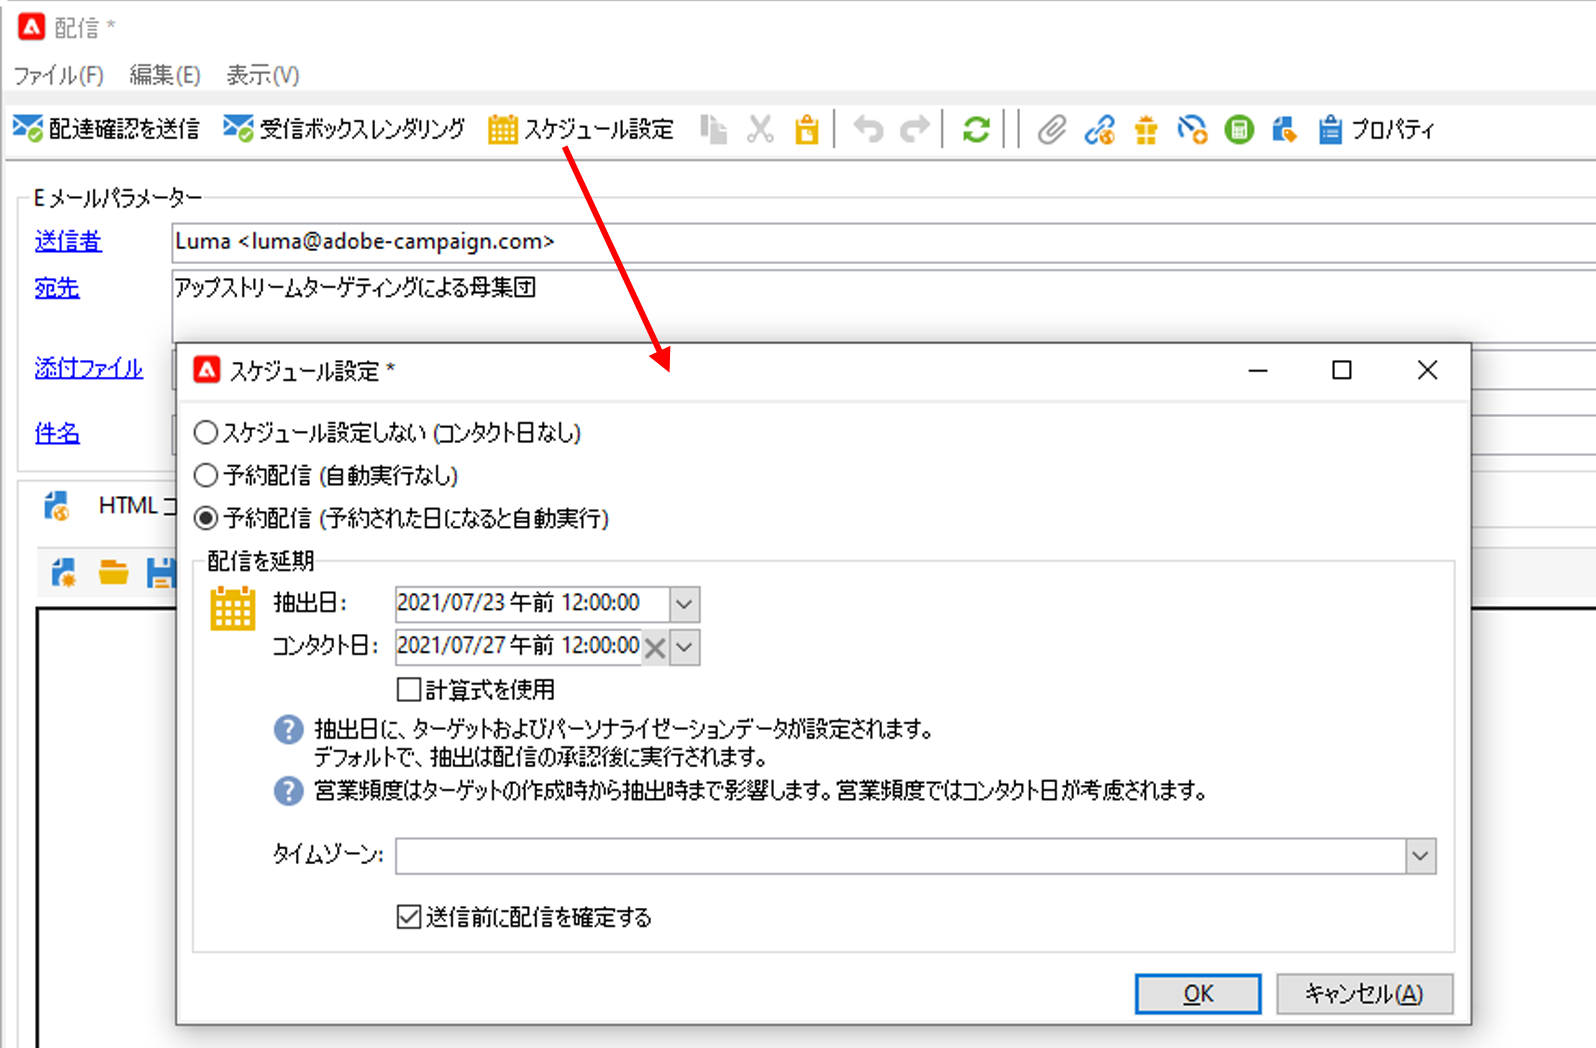 配信 *
ファイル(F) 編集(E) 表示(V)
配達確認を送信 受信ボックスレンダリング スケジュール設定 プロパティ
E メールパラメーター
送信者 Luma <luma@adobe-campaign.com>
宛先 アップストリームターゲティングによる母集団
添付ファイル
件名
HTML コ
スケジュール設定 *
スケジュール設定しない (コンタクト日なし)
予約配信 (自動実行なし)
予約配信 (予約された日になると自動実行)
配信を延期
抽出日: 2021/07/23 午前 12:00:00
コンタクト日: 2021/07/27 午前 12:00:00
計算式を使用
抽出日に、ターゲットおよびパーソナライゼーションデータが設定されます。
デフォルトで、抽出は配信の承認後に実行されます。
営業頻度はターゲットの作成時から抽出時まで影響します。営業頻度ではコンタクト日が考慮されます。
タイムゾーン:
送信前に配信を確定する
OK キャンセル(A)